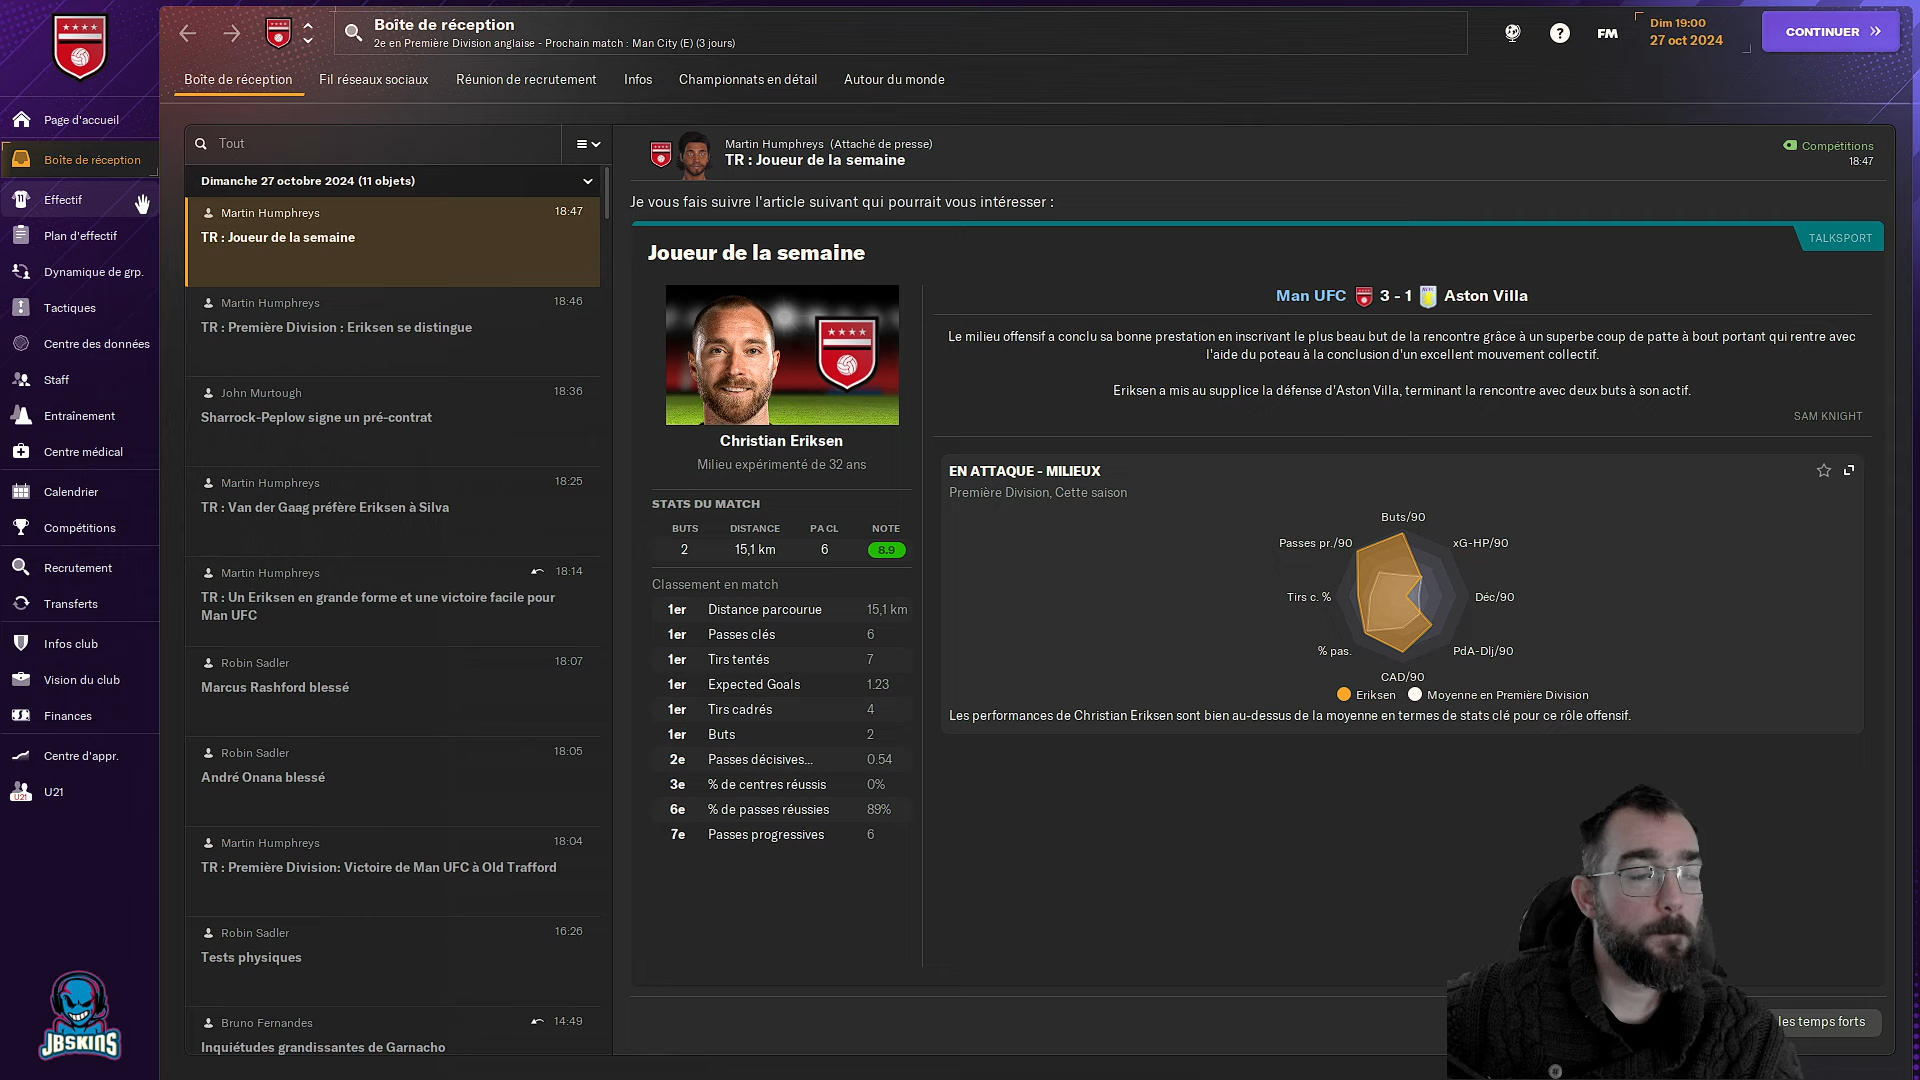 Boîte de réception
2e en Première Division anglaise - Prochain match : Man City (E) (3 jours)
FM
Dim 19:00
27 oct 2024
CONTINUER
Boîte de réception
Fil réseaux sociaux
Réunion de recrutement
Infos
Championnats en détail
Autour du monde
Page d'accueil
Boîte de réception
Effectif
Plan d'effectif
Dynamique de grp.
Tactiques
Centre des données
Staff
Entraînement
Centre médical
Calendrier
Compétitions
Recrutement
Transferts
Infos club
Vision du club
Finances
Centre d'appr.
U21
U21
JBSKINS
Tout
Dimanche 27 octobre 2024 (11 objets)
Martin Humphreys 18:47
TR : Joueur de la semaine
Martin Humphreys 18:46
TR : Première Division : Eriksen se distingue
John Murtough 18:36
Sharrock-Peplow signe un pré-contrat
Martin Humphreys 18:25
TR : Van der Gaag préfère Eriksen à Silva
Martin Humphreys 18:14
TR : Un Eriksen en grande forme et une victoire facile pour
Man UFC
Robin Sadler 18:07
Marcus Rashford blessé
Robin Sadler 18:05
André Onana blessé
Martin Humphreys 18:04
TR : Première Division: Victoire de Man UFC à Old Trafford
Robin Sadler 16:26
Tests physiques
Bruno Fernandes 14:49
Inquiétudes grandissantes de Garnacho
Martin Humphreys (Attaché de presse)
TR : Joueur de la semaine
Compétitions
18:47
Je vous fais suivre l'article suivant qui pourrait vous intéresser :
TALKSPORT
Joueur de la semaine
Christian Eriksen
Milieu expérimenté de 32 ans
STATS DU MATCH
BUTS DISTANCE PA CL NOTE
2 15,1 km 6 8.9
Classement en match
1er Distance parcourue 15,1 km
1er Passes clés 6
1er Tirs tentés 7
1er Expected Goals 1.23
1er Tirs cadrés 4
1er Buts 2
2e Passes décisives... 0.54
3e % de centres réussis 0%
6e % de passes réussies 89%
7e Passes progressives 6
Man UFC 3 - 1 Aston Villa
Le milieu offensif a conclu sa bonne prestation en inscrivant le plus beau but de la rencontre grâce à un superbe coup de patte à bout portant qui rentre avec
l'aide du poteau à la conclusion d'un excellent mouvement collectif.
Eriksen a mis au supplice la défense d'Aston Villa, terminant la rencontre avec deux buts à son actif.
SAM KNIGHT
EN ATTAQUE - MILIEUX
Première Division, Cette saison
Buts/90
Passes pr./90
xG-HP/90
Tirs c. %
Déc/90
% pas.
PdA-Dlj/90
CAD/90
Eriksen
Moyenne en Première Division
Les performances de Christian Eriksen sont bien au-dessus de la moyenne en termes de stats clé pour ce rôle offensif.
les temps forts